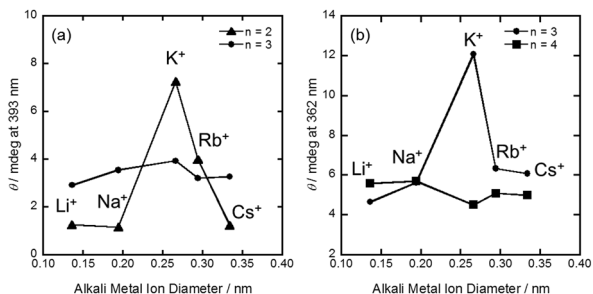 (a)
n = 2
n = 3
K⁺
Rb⁺
Li⁺
Na⁺
Cs⁺
θ / mdeg at 393 nm
10
8
6
4
2
0
0.10 0.15 0.20 0.25 0.30 0.35 0.40
Alkali Metal Ion Diameter / nm
(b)
n = 3
n = 4
K⁺
Li⁺
Na⁺
Rb⁺
Cs⁺
θ / mdeg at 362 nm
14
12
10
8
6
4
2
0.10 0.15 0.20 0.25 0.30 0.35 0.40
Alkali Metal Ion Diameter / nm